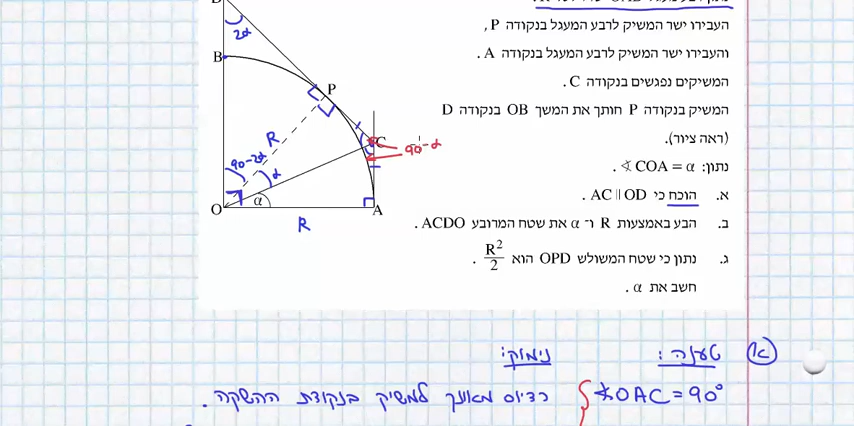 העבירו ישר המשיק לרבע המעגל בנקודה P,
והעבירו ישר המשיק לרבע המעגל בנקודה A.
המשיקים נפגשים בנקודה C.
המשיק בנקודה P חותך את המשך OB בנקודה D
(ראה ציור).
נתון: ∢COA = α.
א. הוכח כי AC || OD.
ב. הבע באמצעות R ו־ α את שטח המרובע ACDO.
ג. נתון כי שטח המשולש OPD הוא R²/2.
חשב את α.
2α
B
P
R
C
90-α
90-2α
α
O
α
A
R
א טענה: נימוק:
∢OAC = 90° רדיוס מאונך למשיק בנקודת ההשקה.